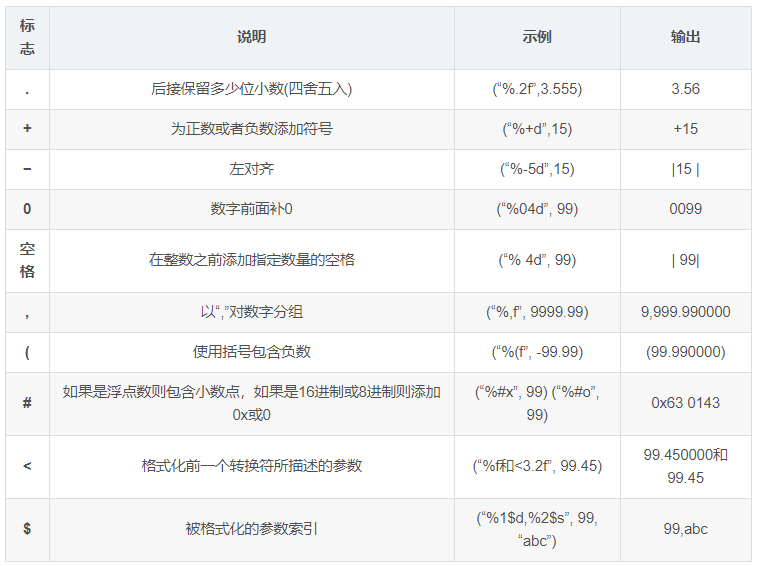 标志 说明 示例 输出
. 后接保留多少位小数(四舍五入) (“%.2f”,3.555) 3.56
+ 为正数或者负数添加符号 (“%+d”,15) +15
− 左对齐 (“%-5d”,15) |15 |
0 数字前面补0 (“%04d”, 99) 0099
空格 在整数之前添加指定数量的空格 (“% 4d”, 99) | 99|
, 以“,”对数字分组 (“%,f”, 9999.99) 9,999.990000
( 使用括号包含负数 (“%(f”, -99.99) (99.990000)
# 如果是浮点数则包含小数点，如果是16进制或8进制则添加0x或0 (“%#x”, 99) (“%#o”, 99) 0x63 0143
< 格式化前一个转换符所描述的参数 (“%f和<3.2f”, 99.45) 99.450000和99.45
$ 被格式化的参数索引 (“%1$d,%2$s”, 99, “abc”) 99,abc